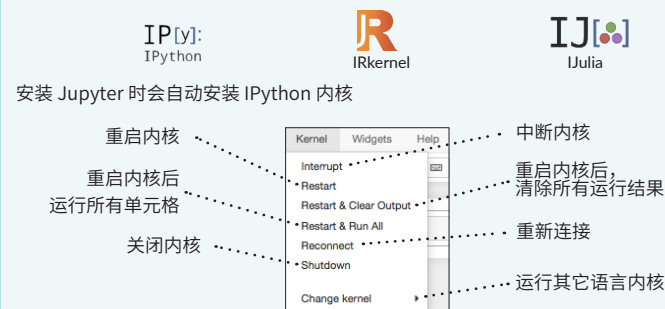 IP[y]:
IPython
IRkernel
IJ[]
IJulia
安装 Jupyter 时会自动安装 IPython 内核
重启内核
重启内核后
运行所有单元格
关闭内核
Kernel Widgets Help
Interrupt
Restart
Restart & Clear Output
Restart & Run All
Reconnect
Shutdown
Change kernel
中断内核
重启内核后，
清除所有运行结果
重新连接
运行其它语言内核